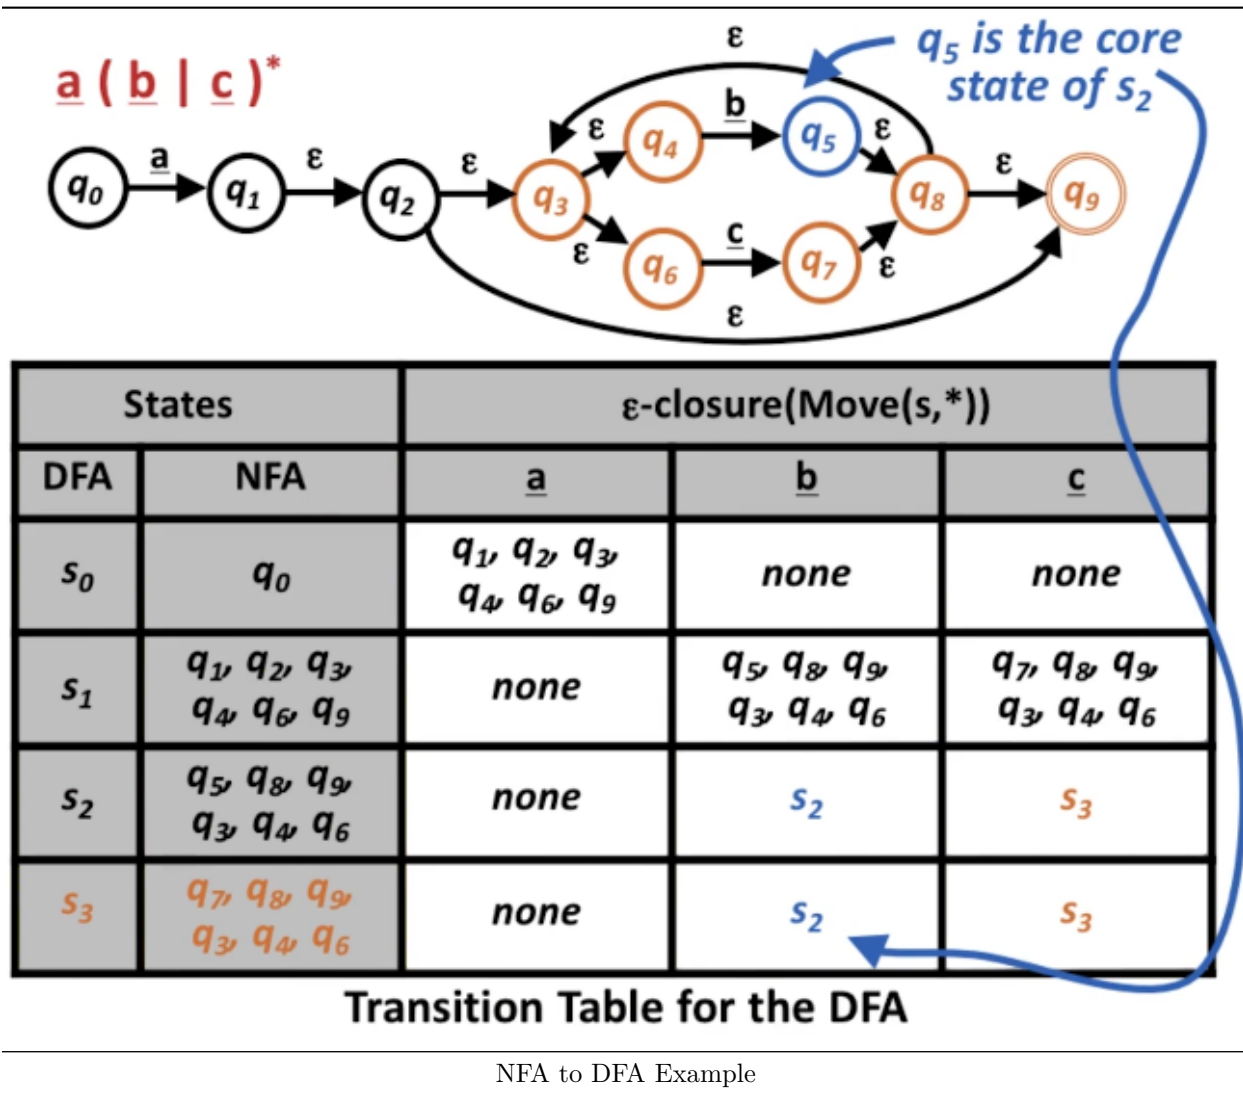 a ( b | c )*
q5 is the core
state of s2
ε
q0 a q1 ε q2 ε q3 ε q4 b q5 ε q8 ε q9
ε q6 c q7 ε
ε
States ε-closure(Move(s,*))
DFA NFA a b c
s0 q0 q1, q2, q3, q4, q6, q9 none none
s1 q1, q2, q3, q4, q6, q9 none q5, q8, q9, q3, q4, q6 q7, q8, q9, q3, q4, q6
s2 q5, q8, q9, q3, q4, q6 none s2 s3
s3 q7, q8, q9, q3, q4, q6 none s2 s3
Transition Table for the DFA
NFA to DFA Example